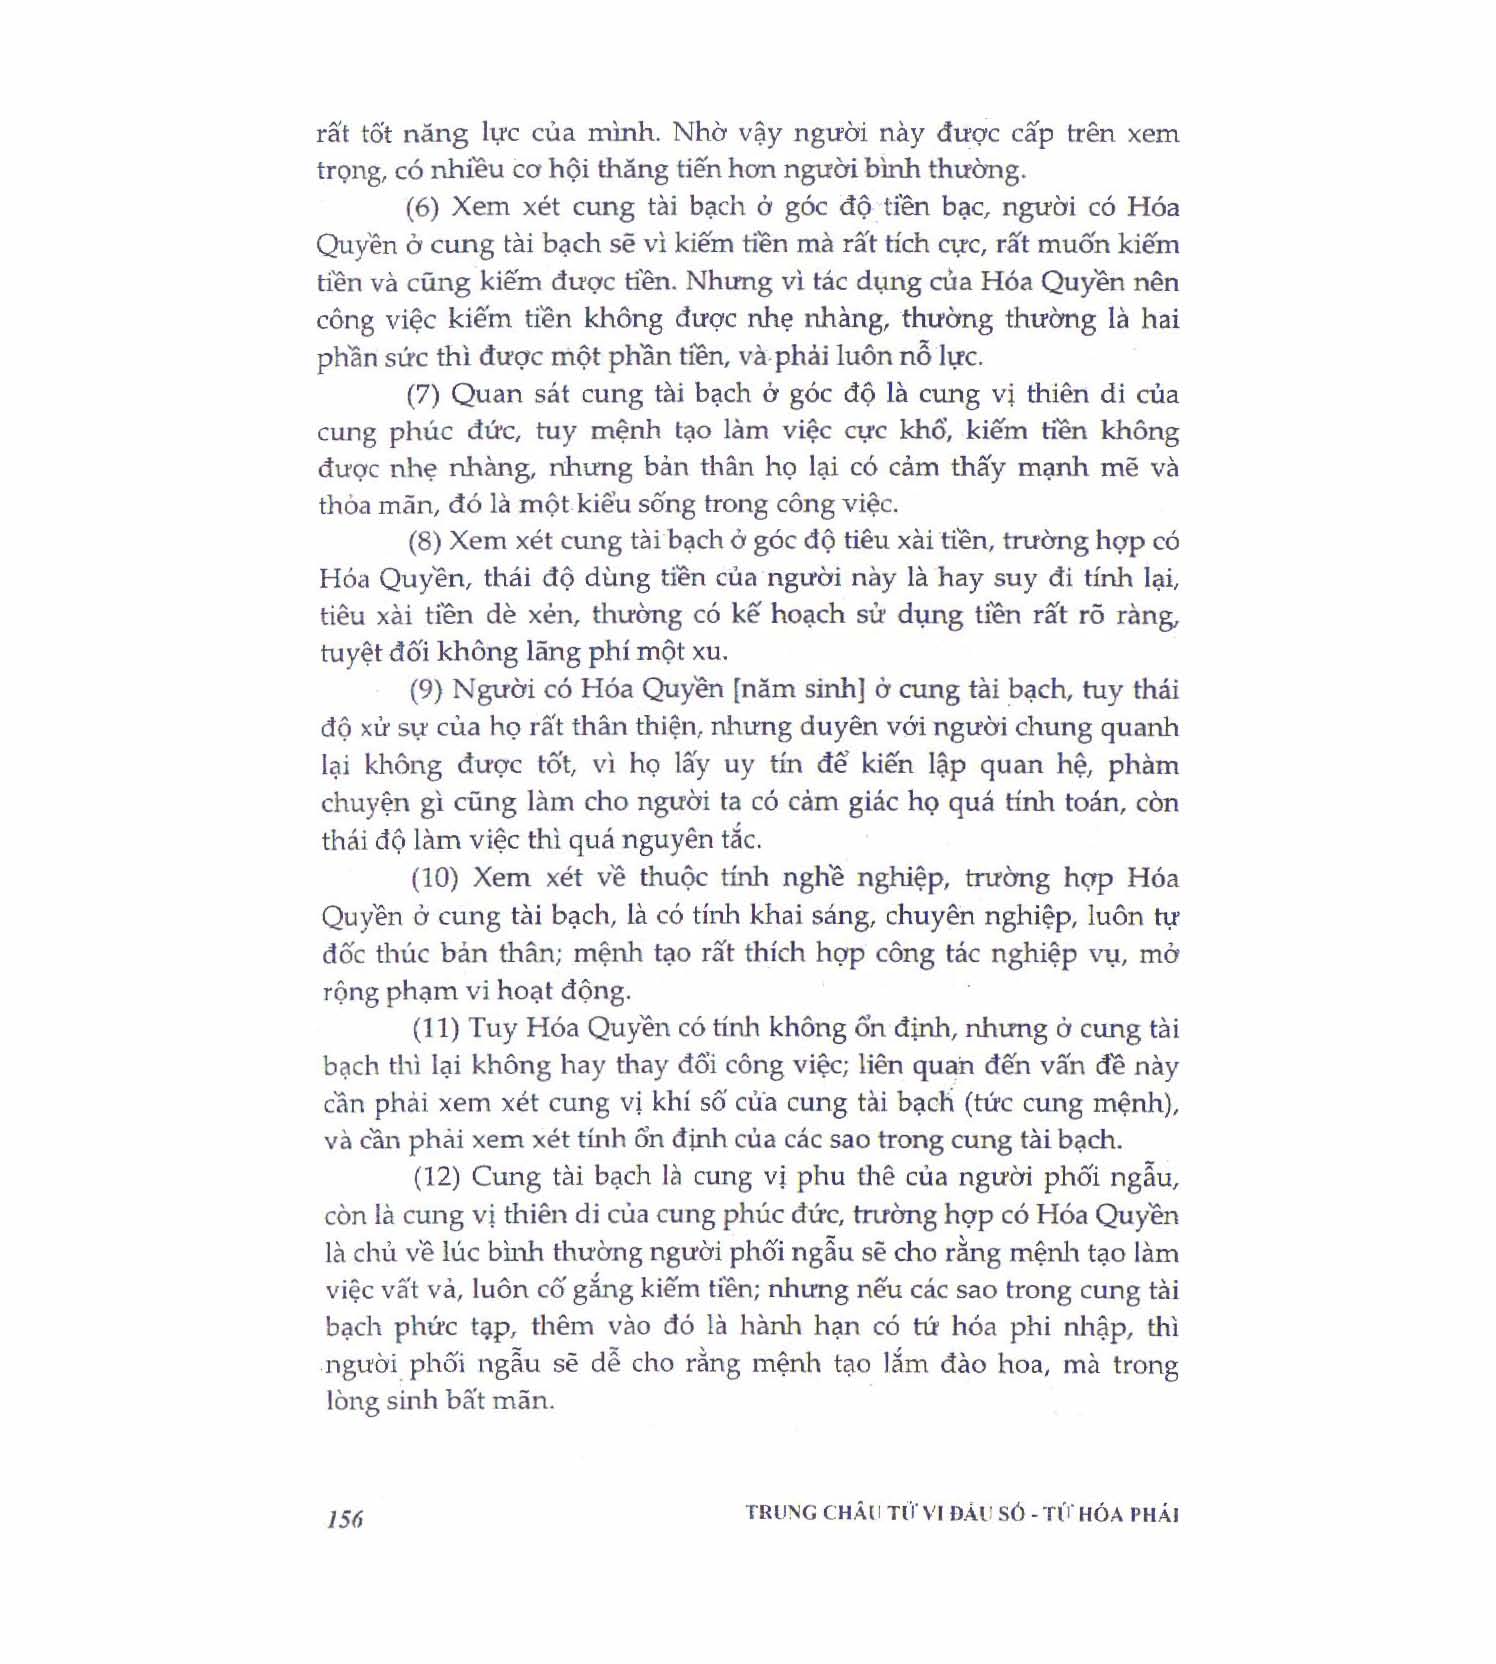 rất tốt năng lực của mình. Nhờ vậy người này được cấp trên xem
trọng, có nhiều cơ hội thăng tiến hơn người bình thường.
(6) Xem xét cung tài bạch ở góc độ tiền bạc, người có Hóa
Quyền ở cung tài bạch sẽ vì kiếm tiền mà rất tích cực, rất muốn kiếm
tiền và cũng kiếm được tiền. Nhưng vì tác dụng của Hóa Quyền nên
công việc kiếm tiền không được nhẹ nhàng, thường thường là hai
phần sức thì được một phần tiền, và phải luôn nỗ lực.
(7) Quan sát cung tài bạch ở góc độ là cung vị thiên di của
cung phúc đức, tuy mệnh tạo làm việc cực khổ, kiếm tiền không
được nhẹ nhàng, nhưng bản thân họ lại có cảm thấy mạnh mẽ và
thỏa mãn, đó là một kiểu sống trong công việc.
(8) Xem xét cung tài bạch ở góc độ tiêu xài tiền, trường hợp có
Hóa Quyền, thái độ dùng tiền của người này là hay suy đi tính lại,
tiêu xài tiền dè xẻn, thường có kế hoạch sử dụng tiền rất rõ ràng,
tuyệt đối không lãng phí một xu.
(9) Người có Hóa Quyền [năm sinh] ở cung tài bạch, tuy thái
độ xử sự của họ rất thân thiện, nhưng duyên với người chung quanh
lại không được tốt, vì họ lấy uy tín để kiến lập quan hệ, phàm
chuyện gì cũng làm cho người ta có cảm giác họ quá tính toán, còn
thái độ làm việc thì quá nguyên tắc.
(10) Xem xét về thuộc tính nghề nghiệp, trường hợp Hóa
Quyền ở cung tài bạch, là có tính khai sáng, chuyên nghiệp, luôn tự
đốc thúc bản thân; mệnh tạo rất thích hợp công tác nghiệp vụ, mở
rộng phạm vi hoạt động.
(11) Tuy Hóa Quyền có tính không ổn định, nhưng ở cung tài
bạch thì lại không hay thay đổi công việc; liên quan đến vấn đề này
cần phải xem xét cung vị khí số của cung tài bạch (tức cung mệnh),
và cần phải xem xét tính ổn định của các sao trong cung tài bạch.
(12) Cung tài bạch là cung vị phu thê của người phối ngẫu,
còn là cung vị thiên di của cung phúc đức, trường hợp có Hóa Quyền
là chủ về lúc bình thường người phối ngẫu sẽ cho rằng mệnh tạo làm
việc vất vả, luôn cố gắng kiếm tiền; nhưng nếu các sao trong cung tài
bạch phức tạp, thêm vào đó là hành hạn có tứ hóa phi nhập, thì
người phối ngẫu sẽ dễ cho rằng mệnh tạo lắm đào hoa, mà trong
lòng sinh bất mãn.
156
TRUNG CHÂU TỬ VI ĐẨU SỐ - TỨ HÓA PHÁI